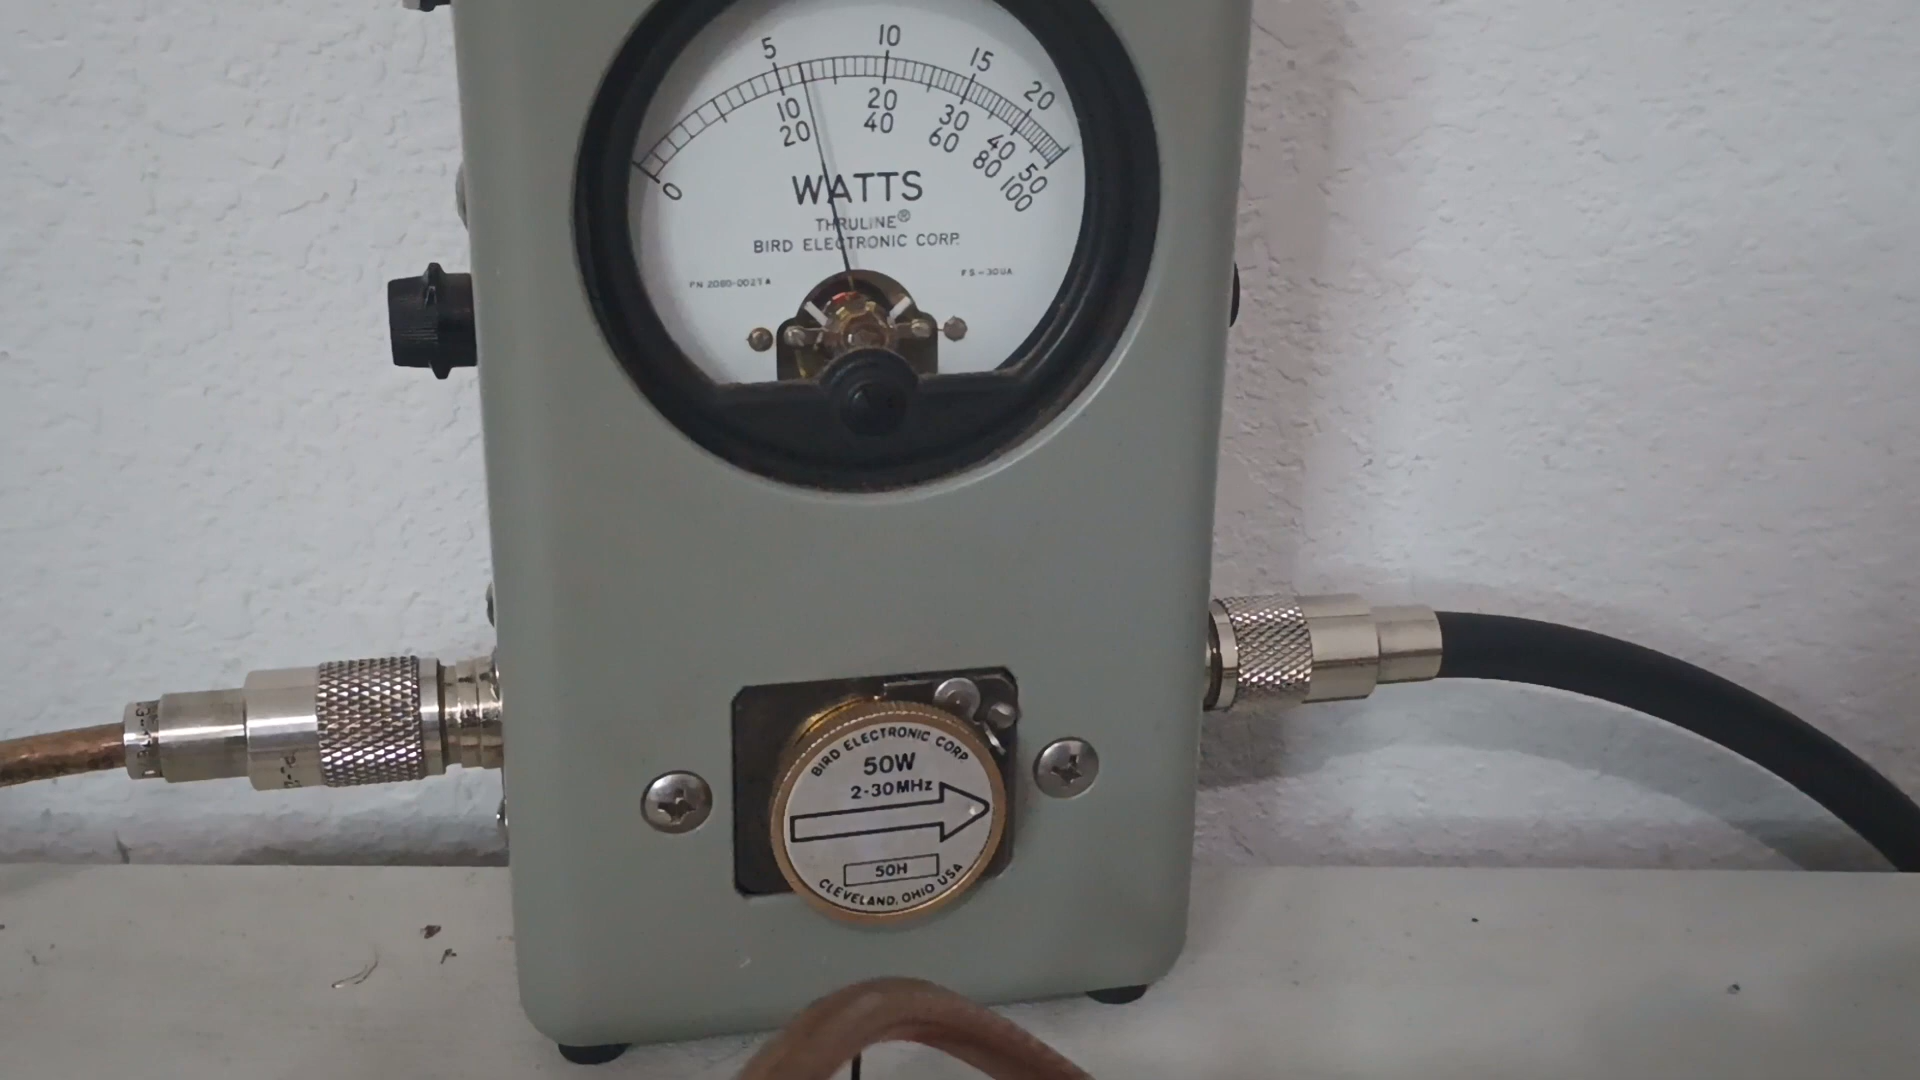 5 10 15 20
10 20 30 40 50
0 20 40 60 80 100
WATTS
THRULINE®
BIRD ELECTRONIC CORP.
FS-30UA
BIRD ELECTRONIC CORP.
50W
2-30MHz
50H
CLEVELAND, OHIO USA